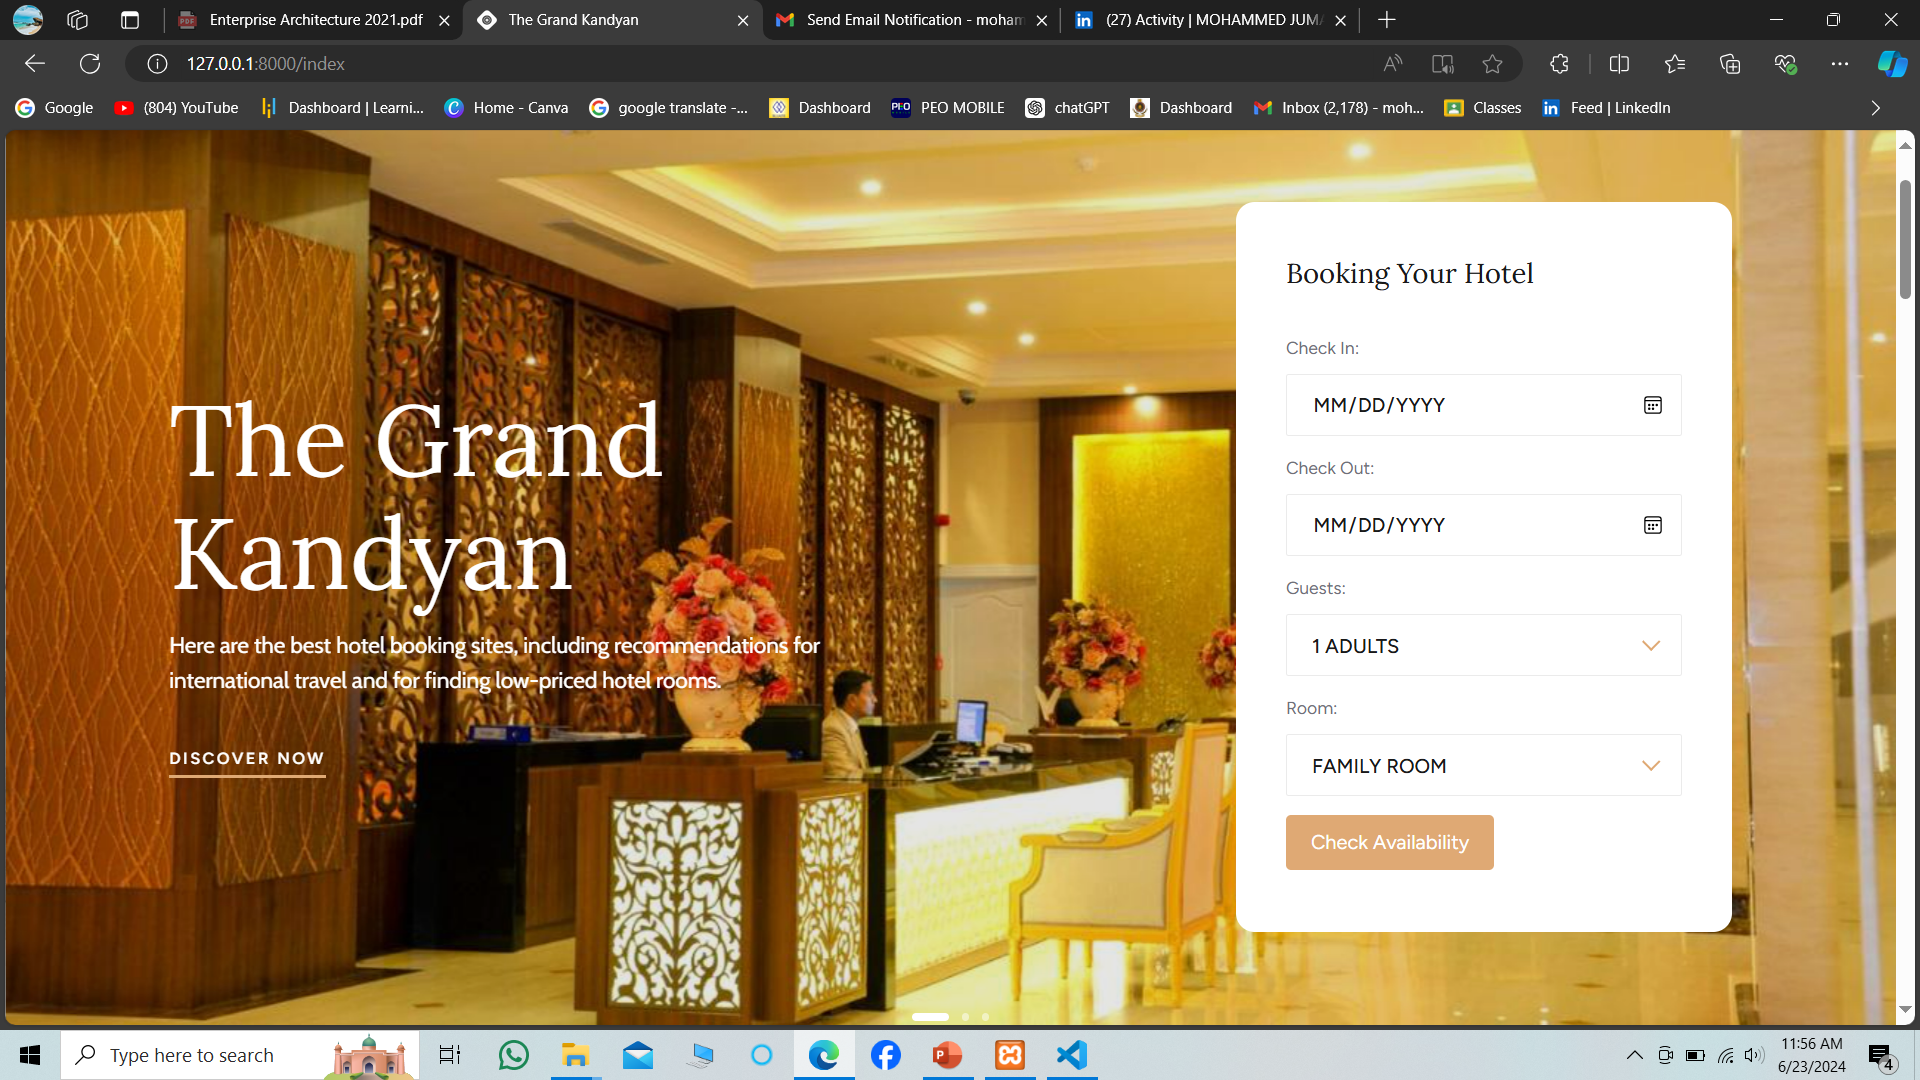 Enterprise Architecture 2021.pdf
The Grand Kandyan
Send Email Notification - moham
(27) Activity | MOHAMMED JUMA
127.0.0.1:8000/index
Google
(804) YouTube
Dashboard | Learni...
Home - Canva
google translate -...
Dashboard
PEO MOBILE
chatGPT
Dashboard
Inbox (2,178) - moh...
Classes
Feed | LinkedIn
The Grand
Kandyan
Here are the best hotel booking sites, including recommendations for
international travel and for finding low-priced hotel rooms.
DISCOVER NOW
Booking Your Hotel
Check In:
MM/DD/YYYY
Check Out:
MM/DD/YYYY
Guests:
1 ADULTS
Room:
FAMILY ROOM
Check Availability
Type here to search
11:56 AM
6/23/2024
4